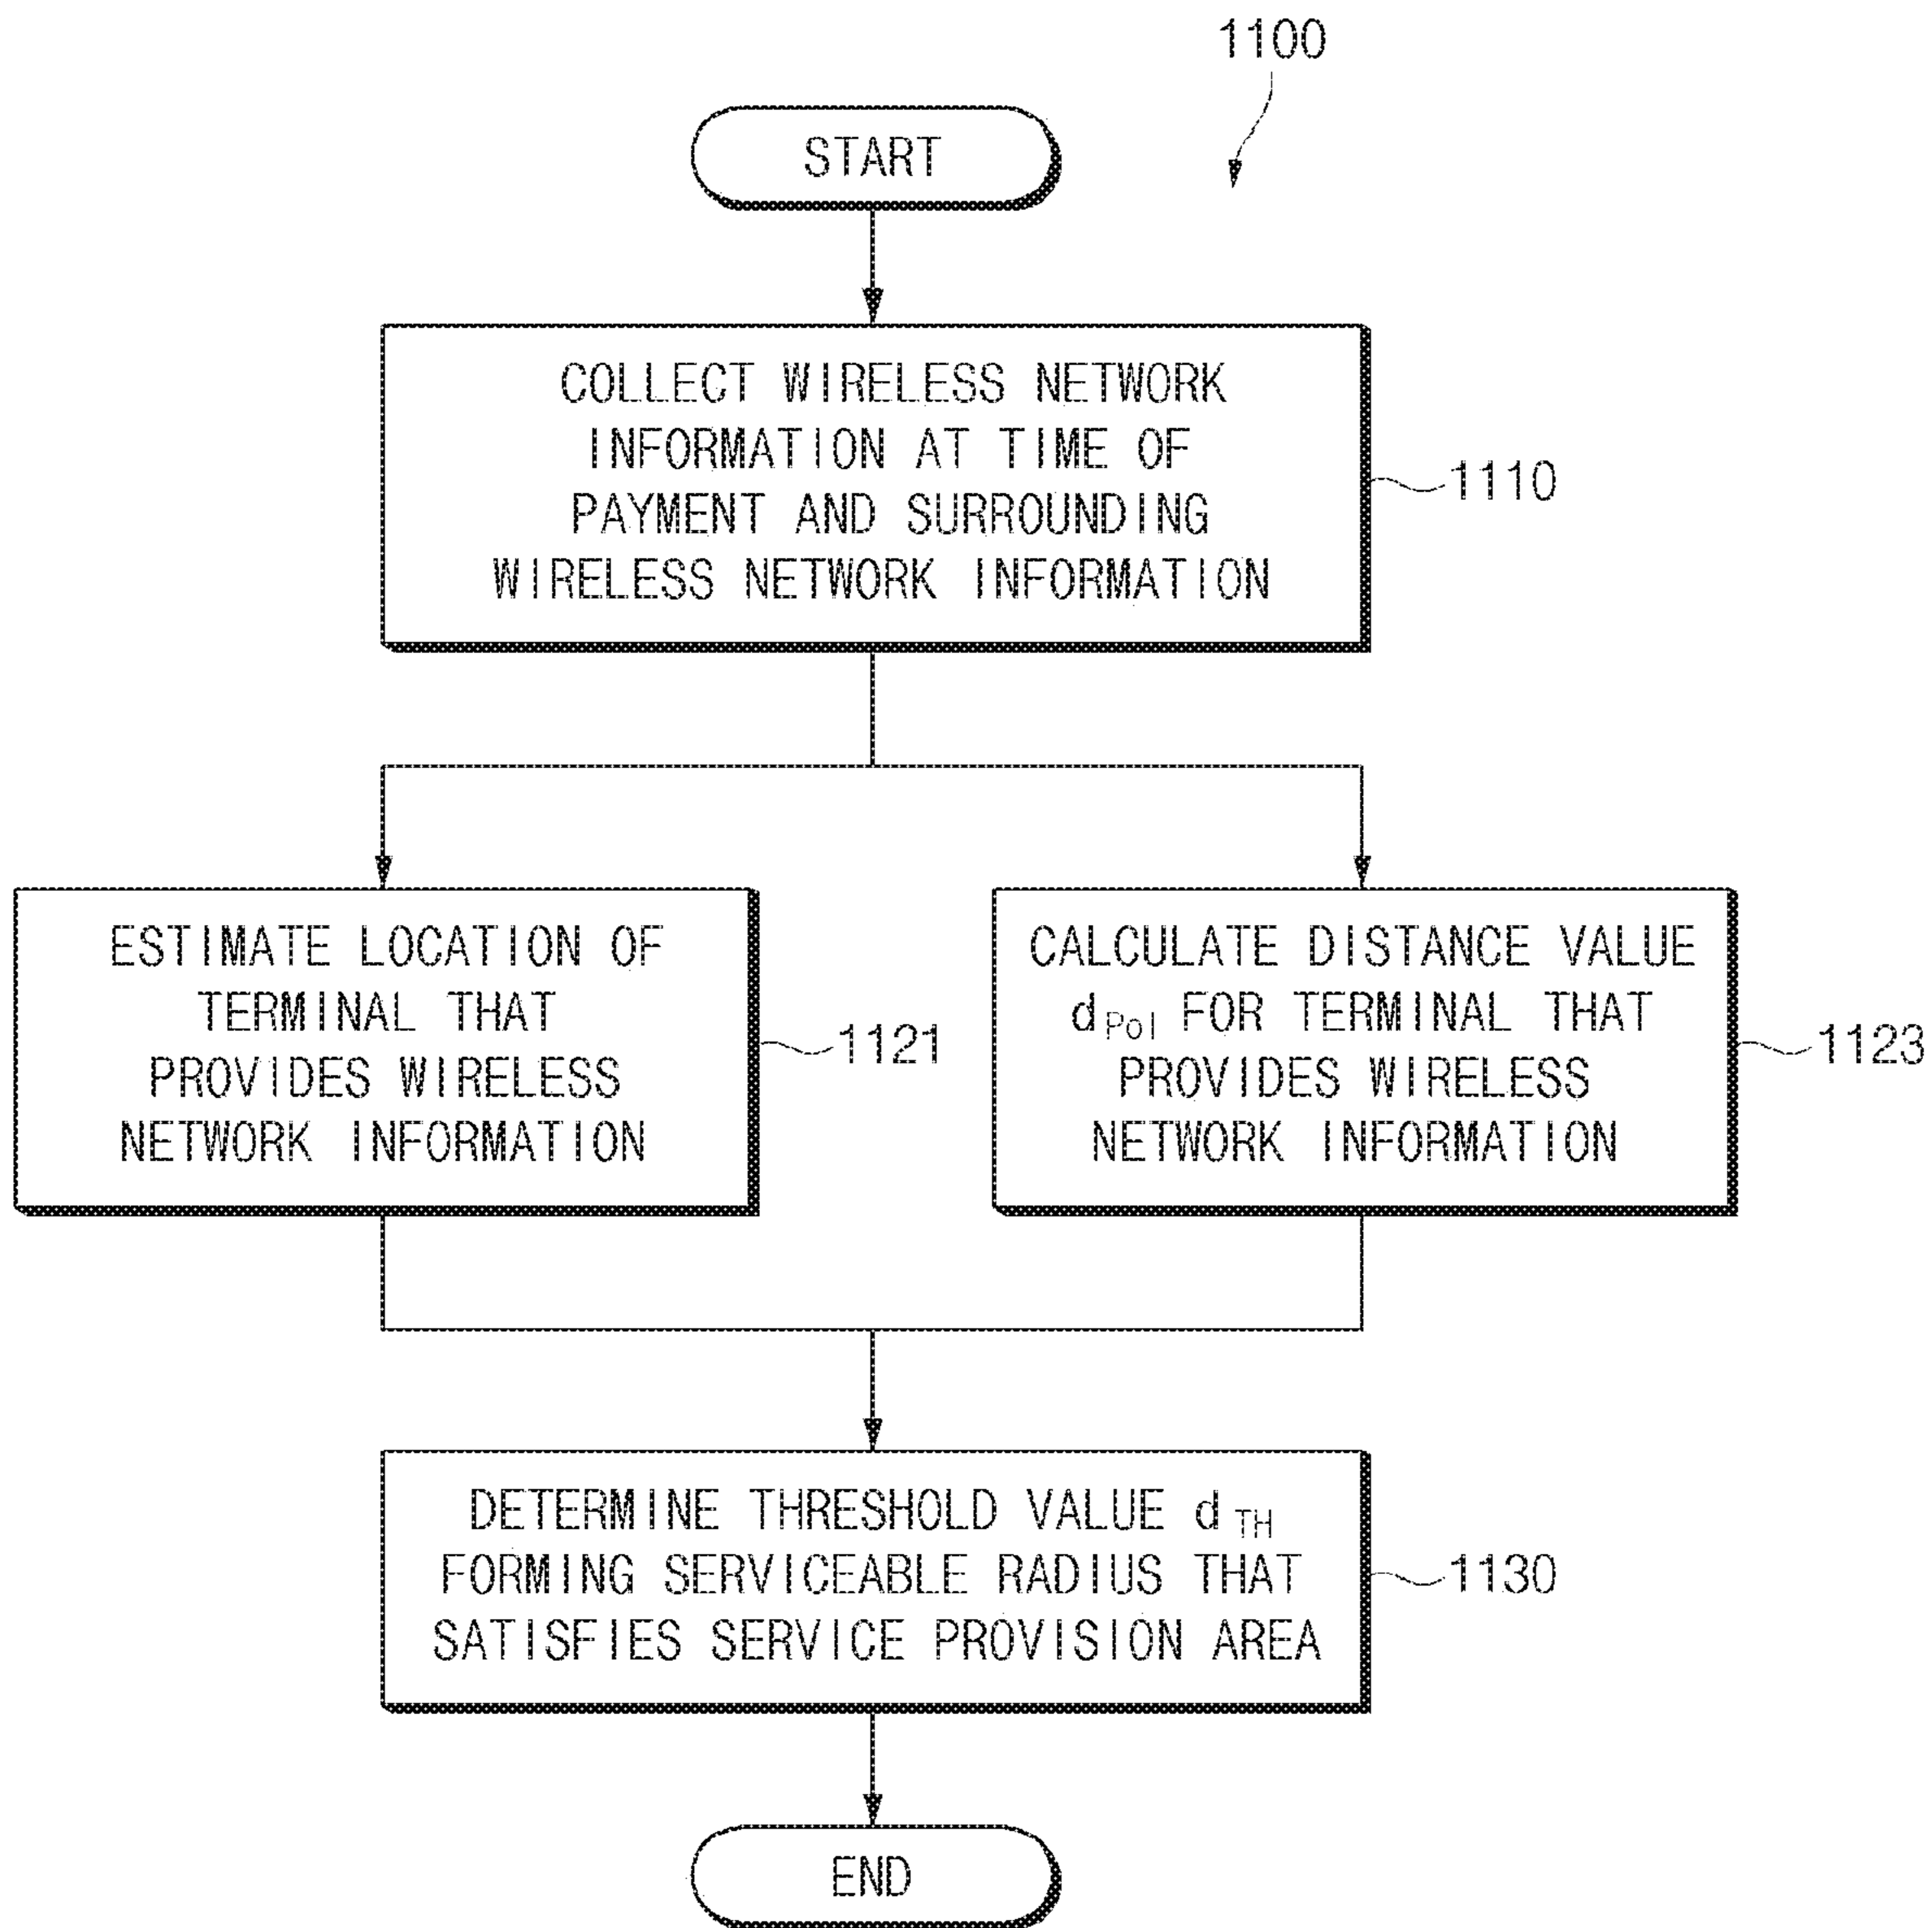 1100
START
COLLECT WIRELESS NETWORK
INFORMATION AT TIME OF
PAYMENT AND SURROUNDING
WIRELESS NETWORK INFORMATION
1110
ESTIMATE LOCATION OF
TERMINAL THAT
PROVIDES WIRELESS
NETWORK INFORMATION
1121
CALCULATE DISTANCE VALUE
dPoI FOR TERMINAL THAT
PROVIDES WIRELESS
NETWORK INFORMATION
1123
DETERMINE THRESHOLD VALUE dTH
FORMING SERVICEABLE RADIUS THAT
SATISFIES SERVICE PROVISION AREA
1130
END